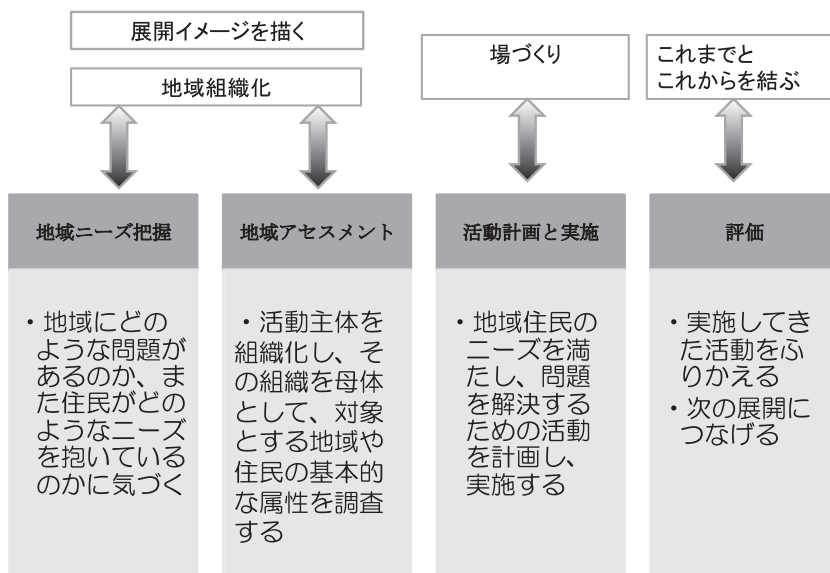 展開イメージを描く
地域組織化
場づくり
これまでと
これからを結ぶ
地域ニーズ把握
・地域にどの
ような問題が
あるのか、ま
た住民がどの
ようなニーズ
を抱いている
のかに気づく
地域アセスメント
・活動主体を
組織化し、そ
の組織を母体
として、対象
とする地域や
住民の基本的
な属性を調査
する
活動計画と実施
・地域住民の
ニーズを満
たし、問題
を解決する
ための活動
を計画し、
実施する
評価
・実施してき
た活動をふ
りかえる
・次の展開に
つなげる